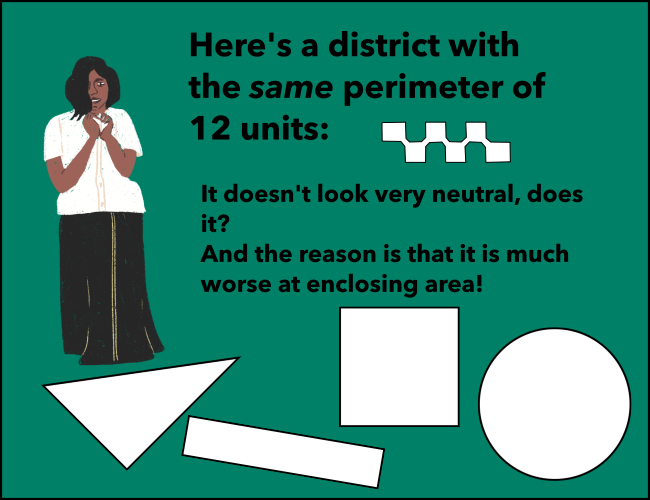 Here's a district with
the same perimeter of
12 units:
It doesn't look very neutral, does
it?
And the reason is that it is much
worse at enclosing area!